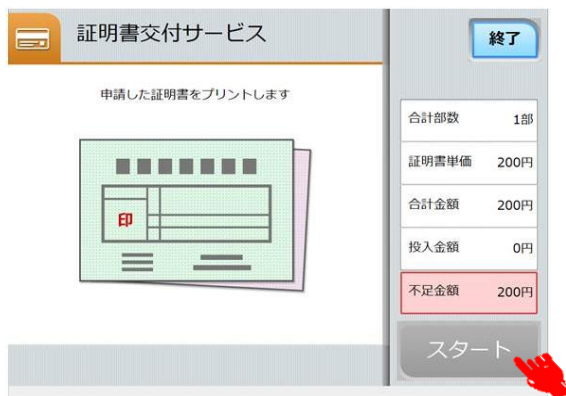 証明書交付サービス
終了
申請した証明書をプリントします
印
合計部数 1部
証明書単価 200円
合計金額 200円
投入金額 0円
不足金額 200円
スタート